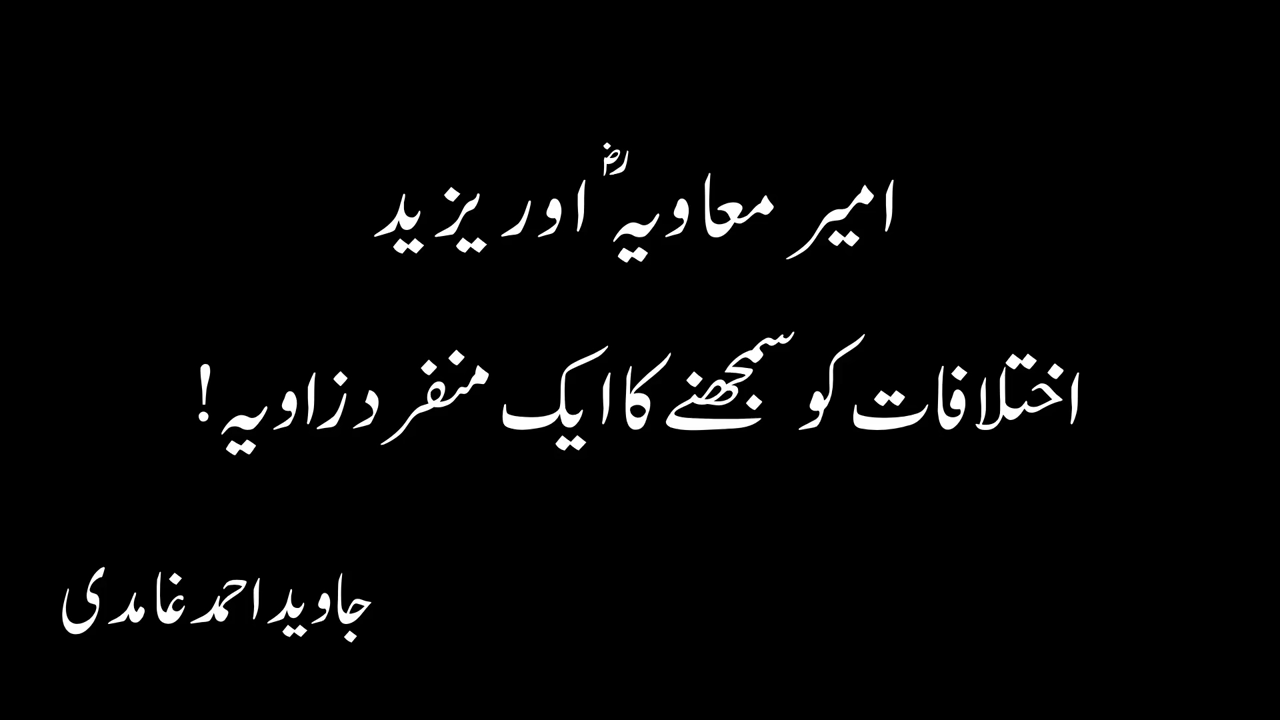 امیر معاویہؓ اور یزید
اختلافات کو سمجھنے کا ایک منفرد زاویہ!
جاوید احمد غامدی